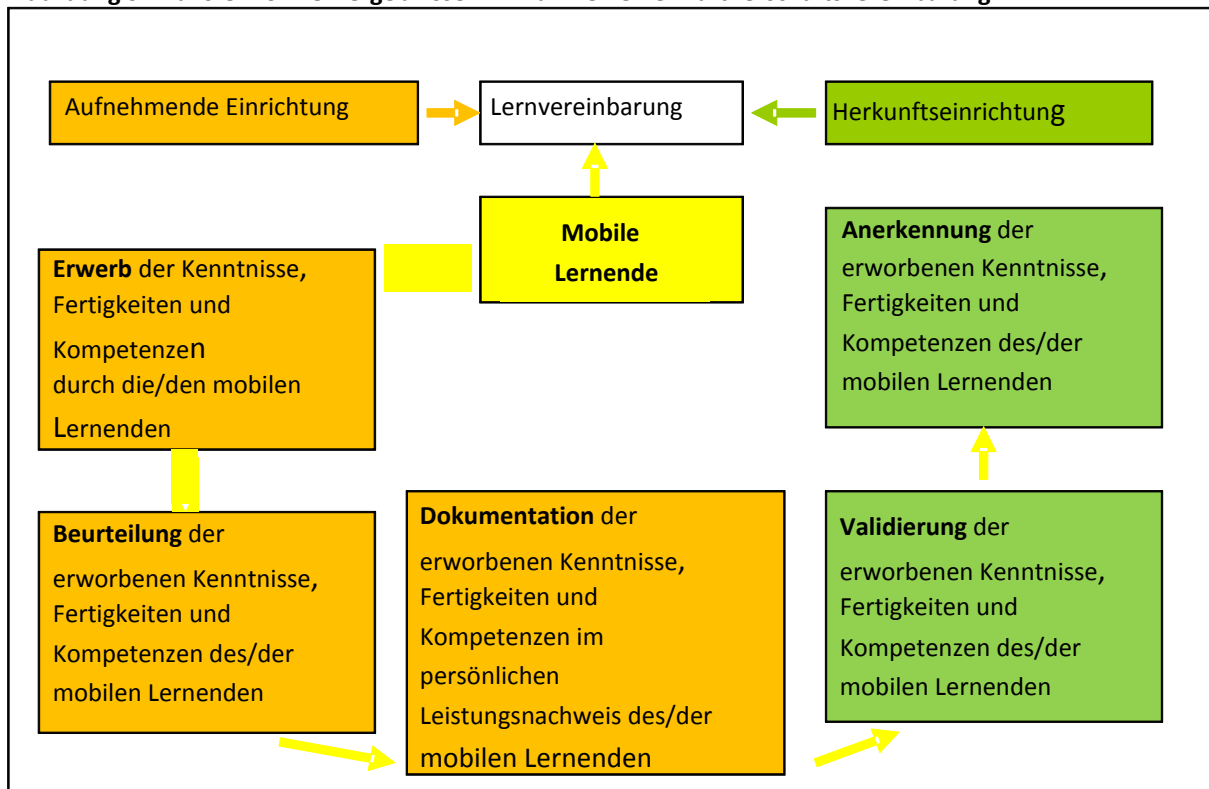 Aufnehmende Einrichtung
Lernvereinbarung
Herkunftseinrichtung
Mobile
Lernende
Erwerb der Kenntnisse,
Fertigkeiten und
Kompetenzen
durch die/den mobilen
Lernenden
Beurteilung der
erworbenen Kenntnisse,
Fertigkeiten und
Kompetenzen des/der
mobilen Lernenden
Dokumentation der
erworbenen Kenntnisse,
Fertigkeiten und
Kompetenzen im
persönlichen
Leistungsnachweis des/der
mobilen Lernenden
Validierung der
erworbenen Kenntnisse,
Fertigkeiten und
Kompetenzen des/der
mobilen Lernenden
Anerkennung der
erworbenen Kenntnisse,
Fertigkeiten und
Kompetenzen des/der
mobilen Lernenden